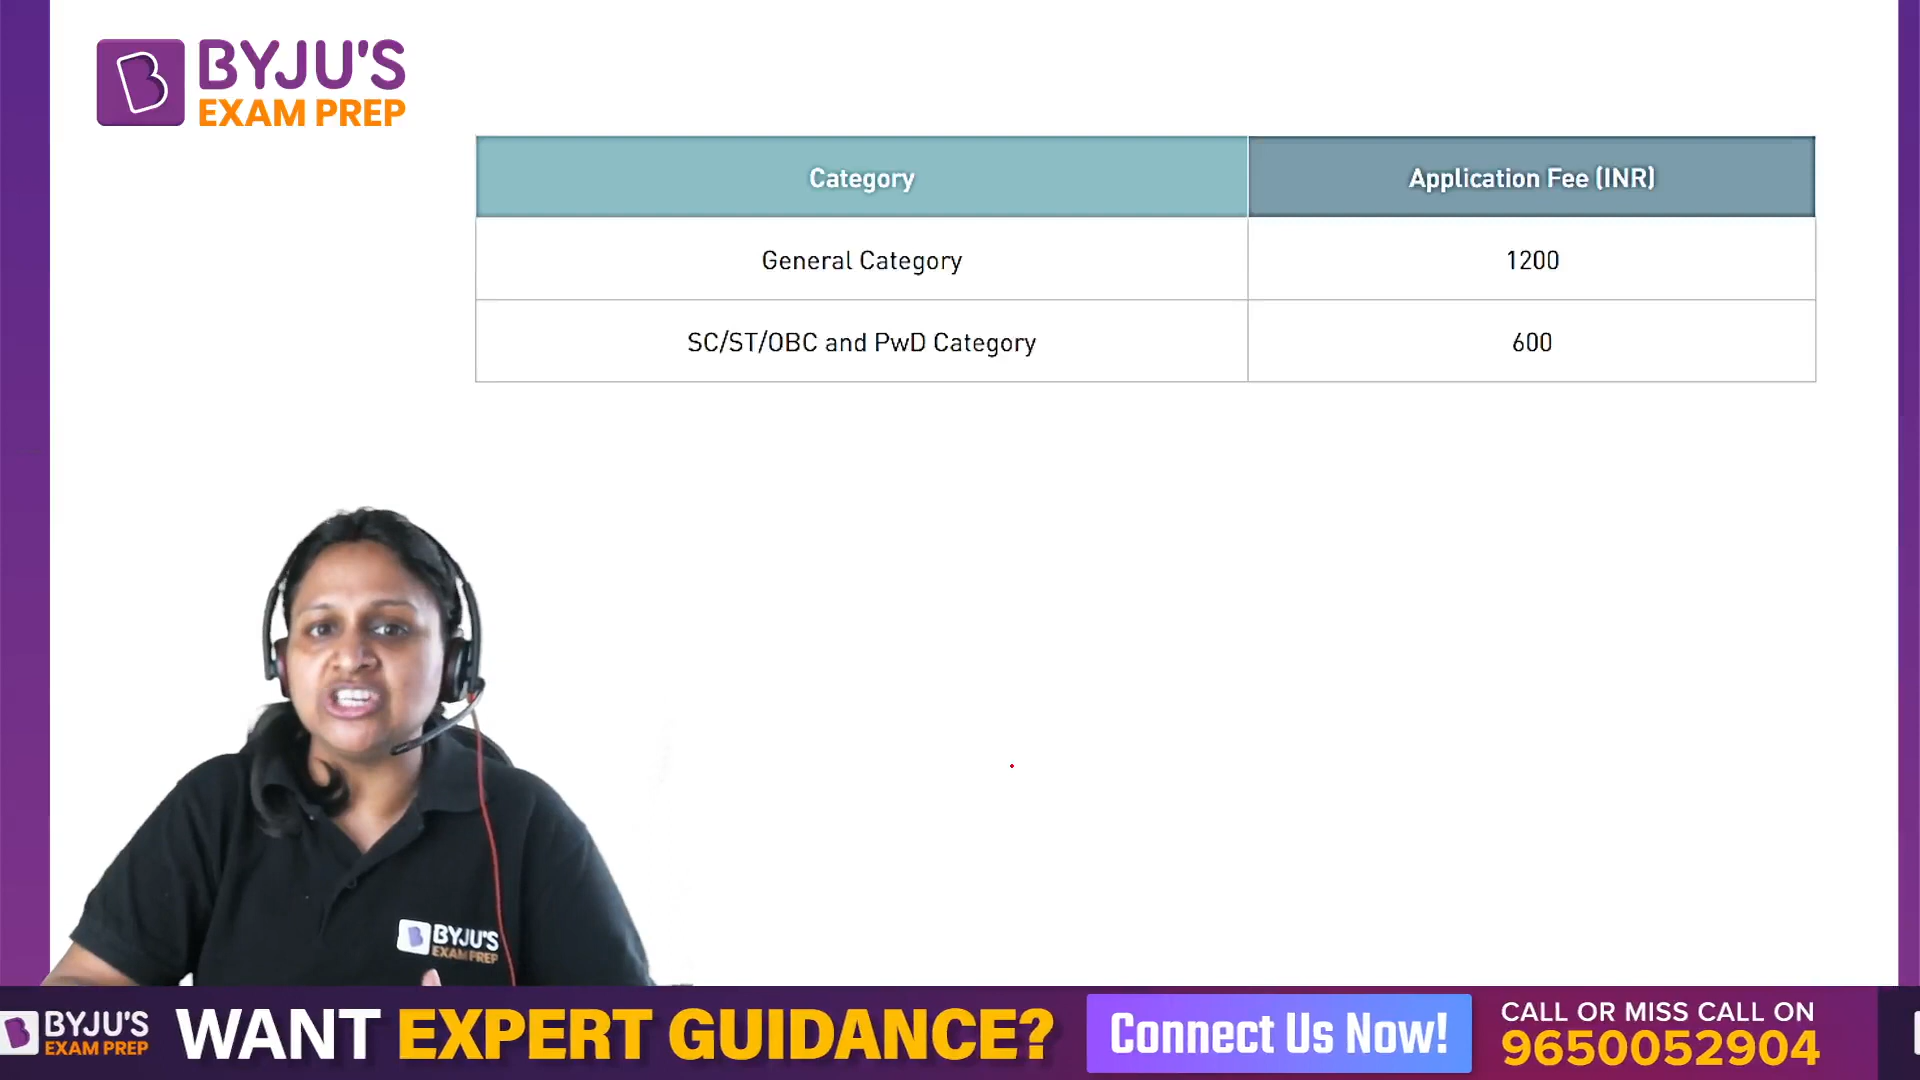 BYJU'S
EXAM PREP
Category Application Fee (INR)
General Category 1200
SC/ST/OBC and PwD Category 600
BYJU'S
EXAM PREP
BYJU'S
EXAM PREP
WANT EXPERT GUIDANCE?
Connect Us Now!
CALL OR MISS CALL ON
9650052904